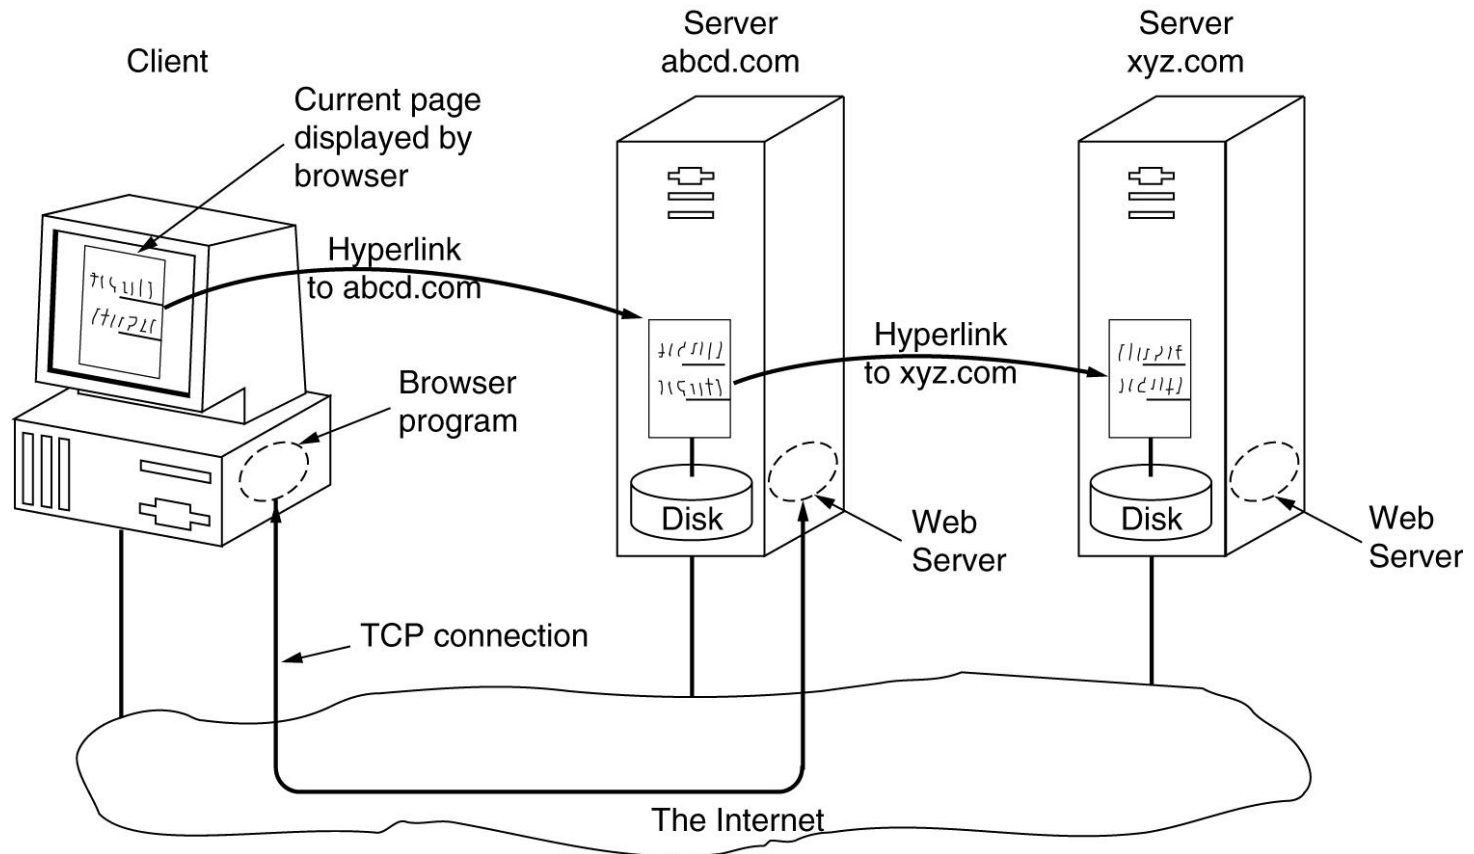 Client
Server
abcd.com
Server
xyz.com
Current page
displayed by
browser
Hyperlink
to abcd.com
Hyperlink
to xyz.com
Browser
program
Disk
Web
Server
Disk
Web
Server
TCP connection
The Internet